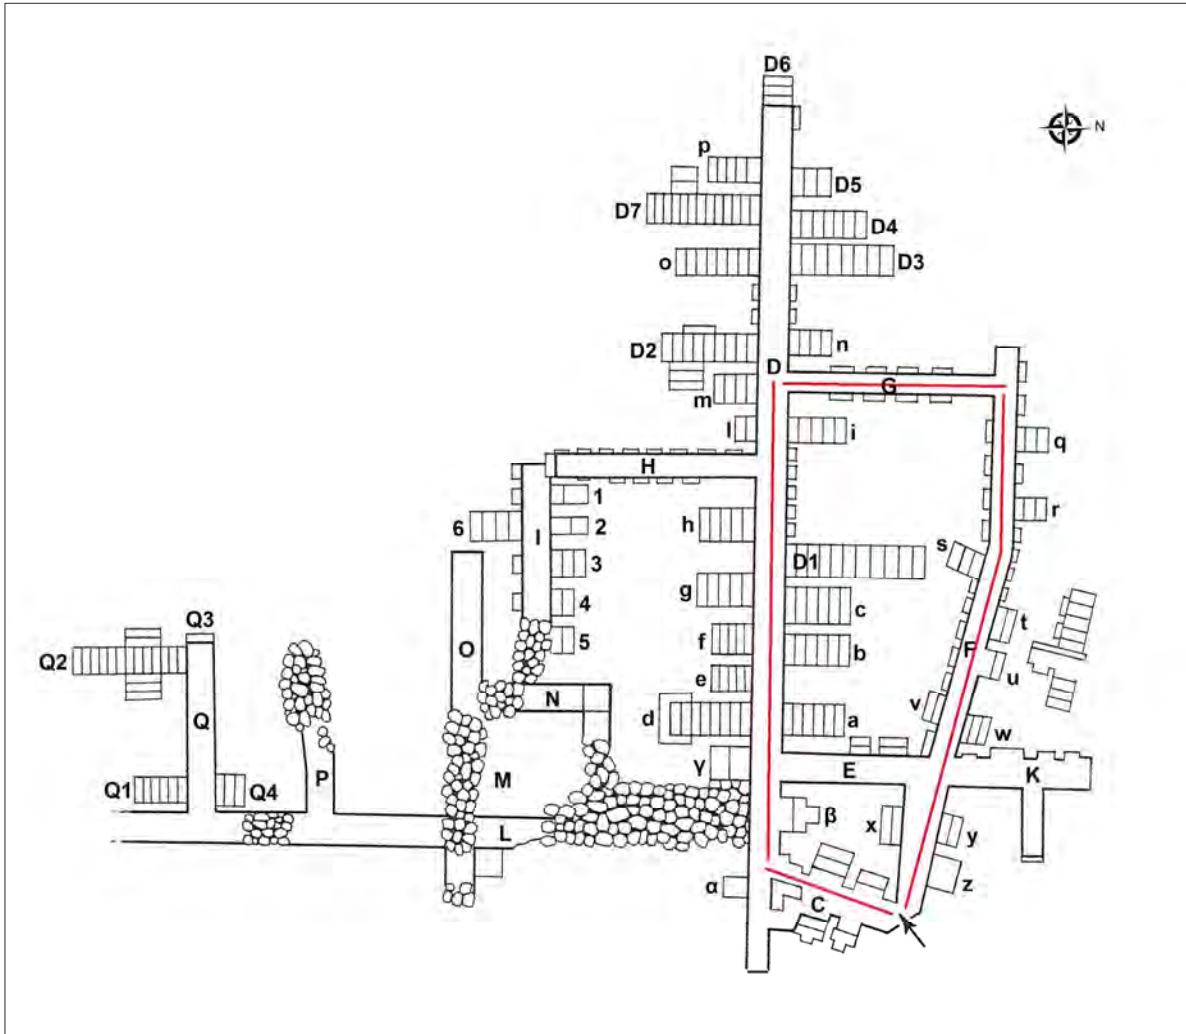 D6
N
p
D5
D7
D4
o
D3
D2
n
D
G
m
l
i
q
H
1
r
6
2
h
I
s
D1
3
g
c
4
t
f
5
b
F
Q3
O
Q2
e
u
N
v
d
a
w
Q
γ
E
K
P
M
Q1
Q4
β
x
y
L
z
α
C